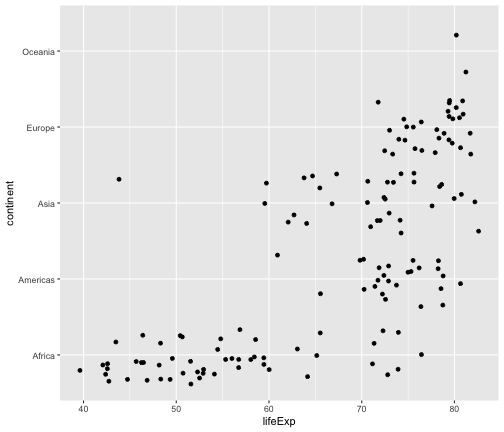 Oceania
Europe
Asia
Americas
Africa
continent
40 50 60 70 80
lifeExp